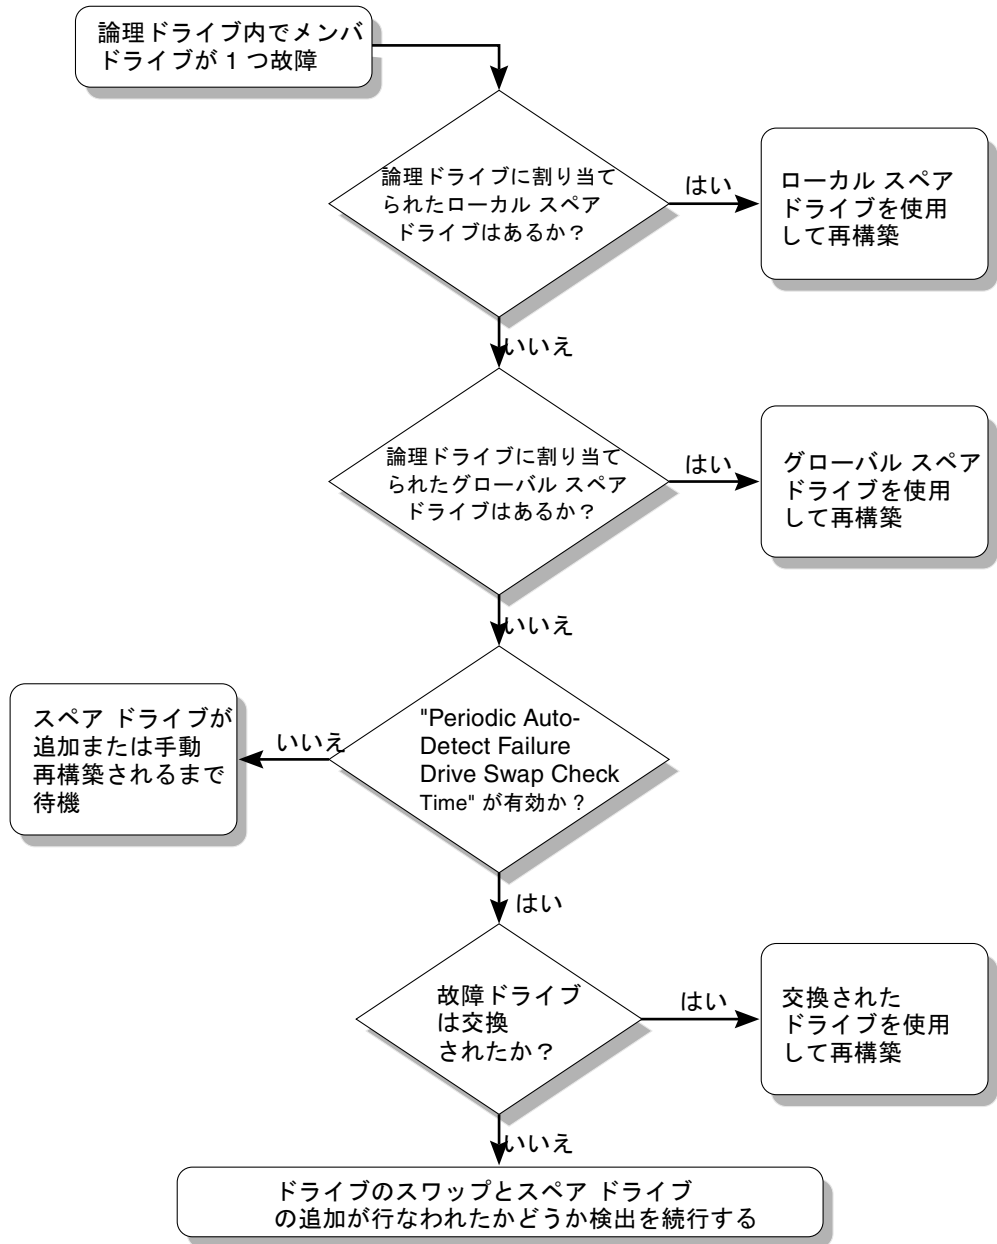 論理ドライブ内でメンバ
ドライブが 1 つ故障
論理ドライブに割り当て
られたローカル スペア
ドライブはあるか？
はい
ローカル スペア
ドライブを使用
して再構築
いいえ
論理ドライブに割り当て
られたグローバル スペア
ドライブはあるか？
はい
グローバル スペア
ドライブを使用
して再構築
いいえ
"Periodic Auto-
Detect Failure
Drive Swap Check
Time" が有効か？
いいえ
スペア ドライブが
追加または手動
再構築されるまで
待機
はい
故障ドライブ
は交換
されたか？
はい
交換された
ドライブを使用
して再構築
いいえ
ドライブのスワップとスペア ドライブ
の追加が行なわれたかどうか検出を続行する